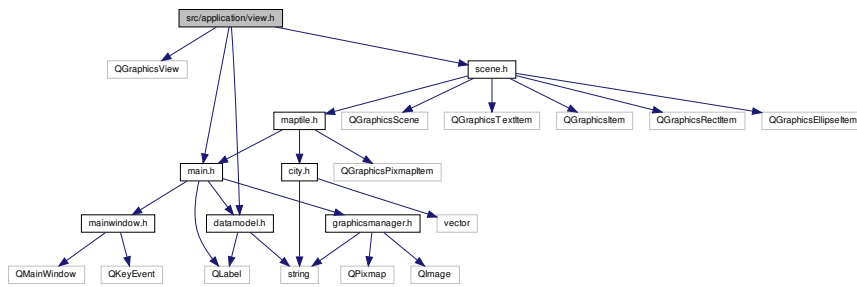 src/application/view.h
QGraphicsView
scene.h
maptile.h
QGraphicsScene
QGraphicsTextItem
QGraphicsItem
QGraphicsRectItem
QGraphicsEllipseItem
main.h
city.h
QGraphicsPixmapItem
mainwindow.h
datamodel.h
graphicsmanager.h
vector
QMainWindow
QKeyEvent
QLabel
string
QPixmap
QImage